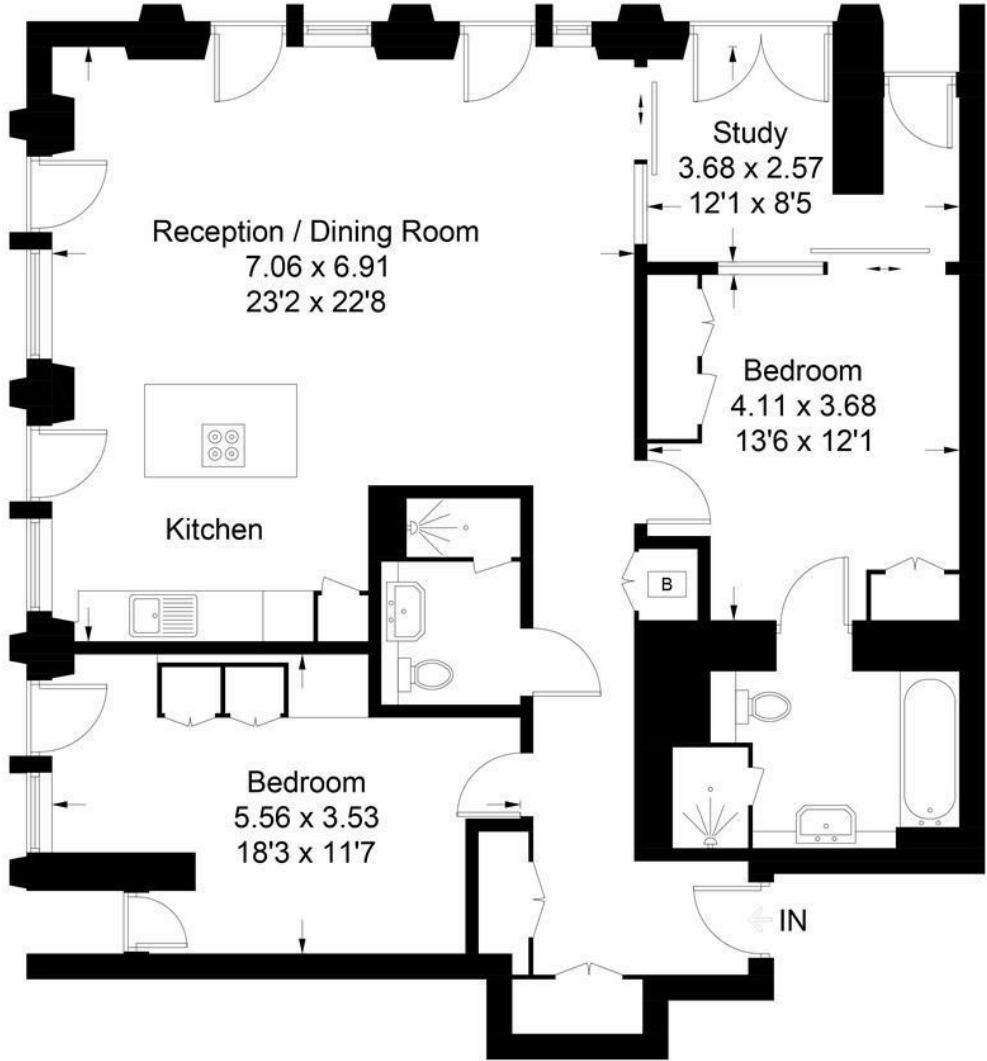 Study
3.68 x 2.57
12'1 x 8'5
Reception / Dining Room
7.06 x 6.91
23'2 x 22'8
Bedroom
4.11 x 3.68
13'6 x 12'1
Kitchen
B
Bedroom
5.56 x 3.53
18'3 x 11'7
IN